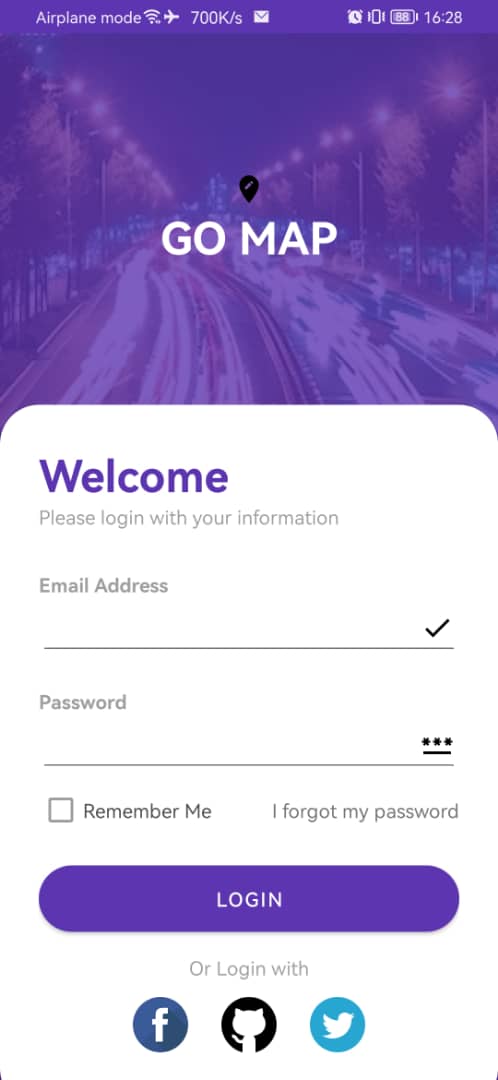 Airplane mode 700K/s 88 16:28
GO MAP
Welcome
Please login with your information
Email Address
Password
***
Remember Me I forgot my password
LOGIN
Or Login with